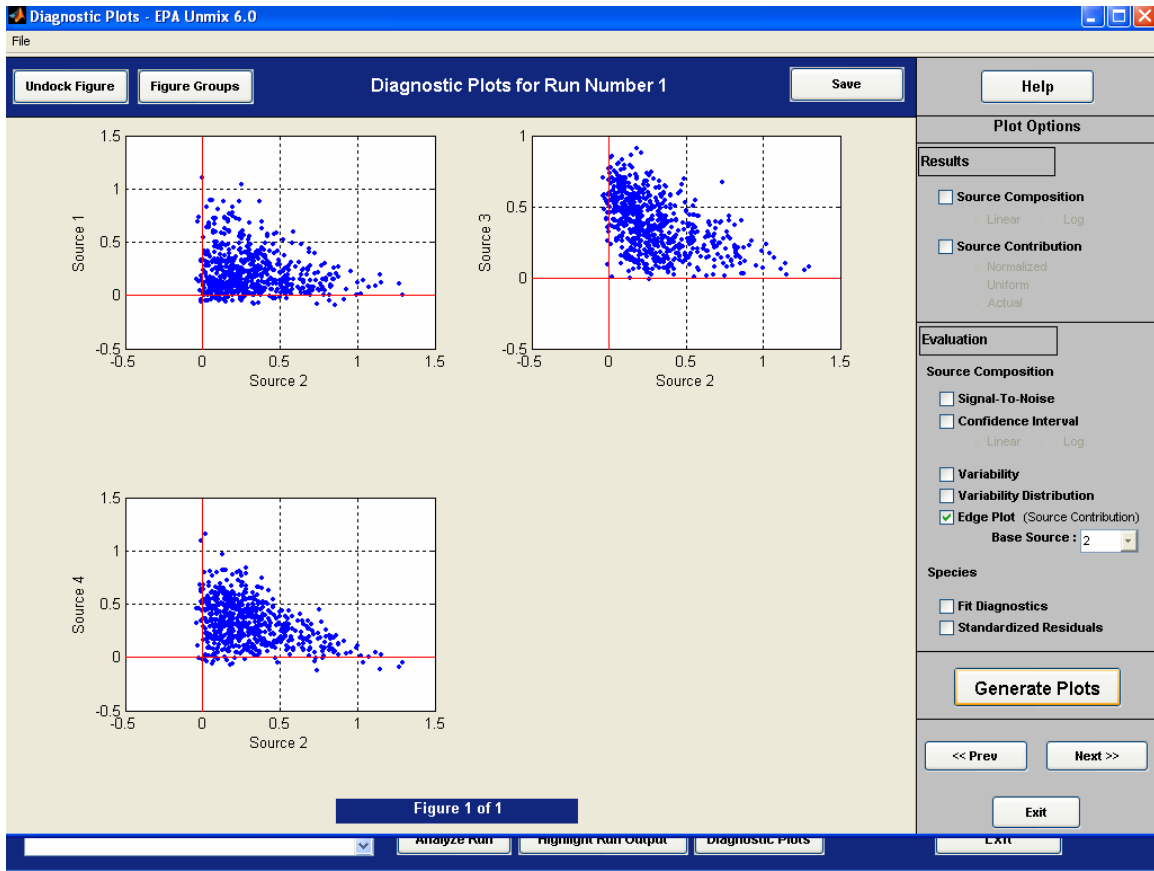 Diagnostic Plots - EPA Unmix 6.0
File
Undock Figure
Figure Groups
Diagnostic Plots for Run Number 1
Save
1.5
1
0.5
0
-0.5
-0.5
0
0.5
1
1.5
Source 1
Source 2
1
0.5
0
-0.5
-0.5
0
0.5
1
1.5
Source 3
Source 2
1.5
1
0.5
0
-0.5
-0.5
0
0.5
1
1.5
Source 4
Source 2
Figure 1 of 1
Help
Plot Options
Results
Source Composition
Linear Log
Source Contribution
Normalized
Uniform
Actual
Evaluation
Source Composition
Signal-To-Noise
Confidence Interval
Linear Log
Variability
Variability Distribution
Edge Plot (Source Contribution)
Base Source : 2
Species
Fit Diagnostics
Standardized Residuals
Generate Plots
<< Prev
Next >>
Exit
Analyze Run
Highlight Run Output
Diagnostic Plots
Exit